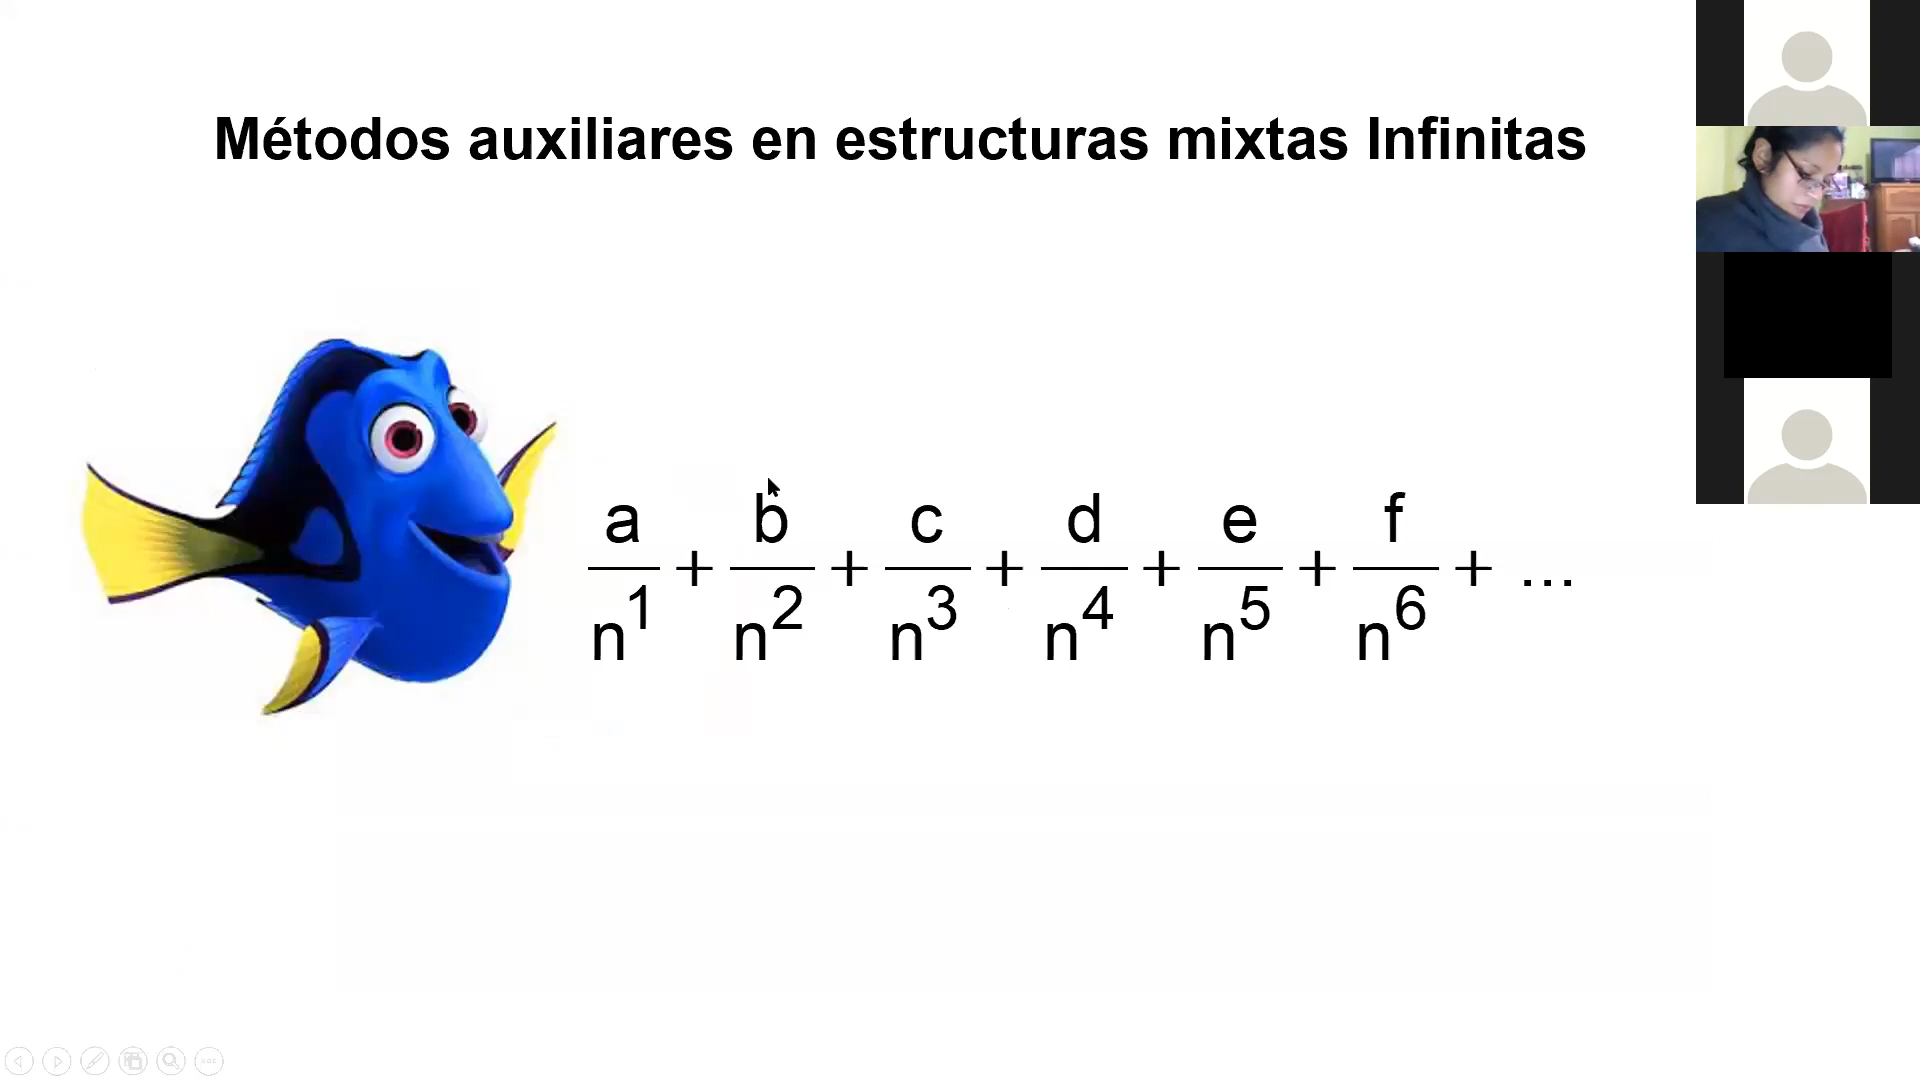 Métodos auxiliares en estructuras mixtas Infinitas
a/n^1 + b/n^2 + c/n^3 + d/n^4 + e/n^5 + f/n^6 + ...